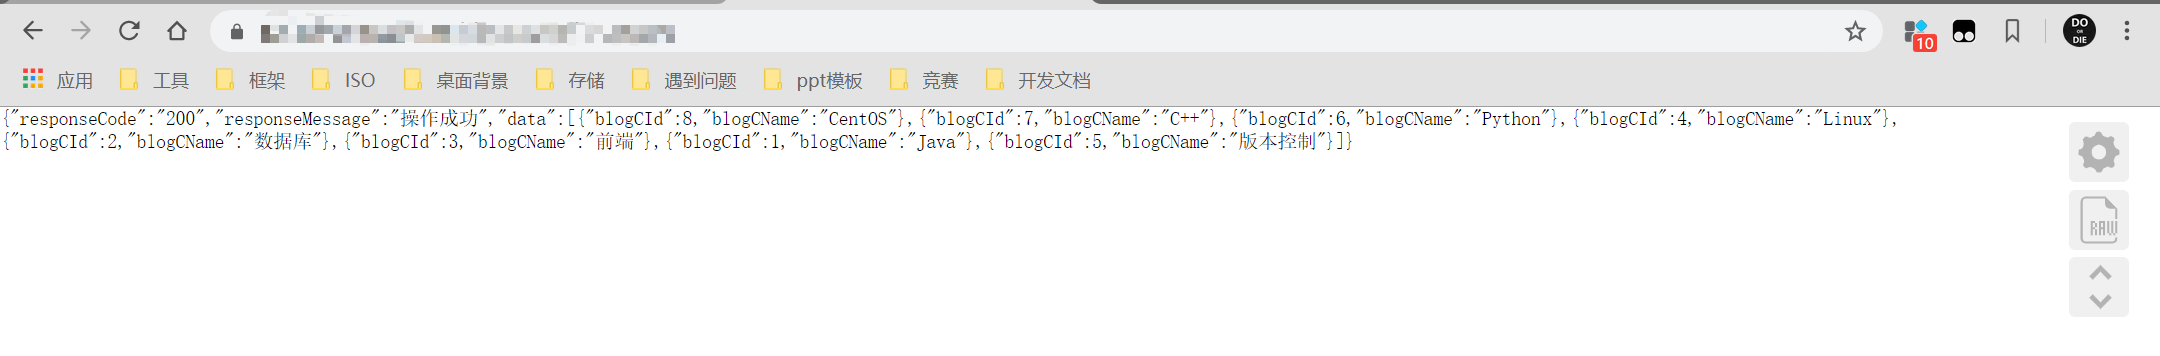 DO
OR
DIE
10
应用 工具 框架 ISO 桌面背景 存储 遇到问题 ppt模板 竞赛 开发文档
{"responseCode":"200","responseMessage":"操作成功","data":[{"blogCId":8,"blogCName":"CentOS"},{"blogCId":7,"blogCName":"C++"},{"blogCId":6,"blogCName":"Python"},{"blogCId":4,"blogCName":"Linux"},
{"blogCId":2,"blogCName":"数据库"},{"blogCId":3,"blogCName":"前端"},{"blogCId":1,"blogCName":"Java"},{"blogCId":5,"blogCName":"版本控制"}]}
RAW